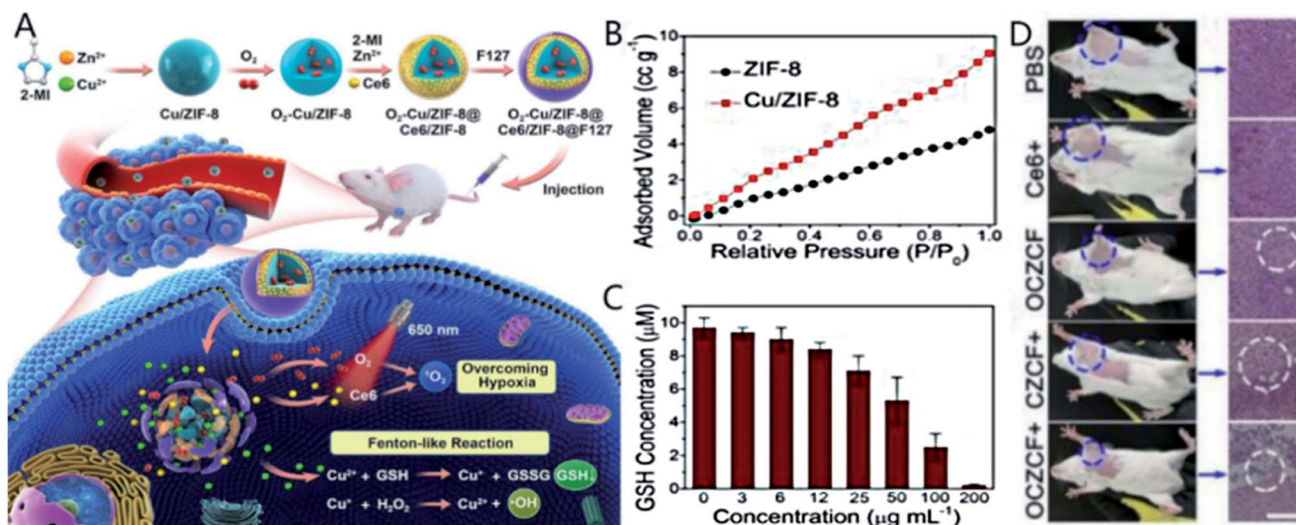 A
Zn²⁺
Cu²⁺
2-MI
O₂
2-MI
Zn²⁺
Ce6
F127
Cu/ZIF-8
O₂-Cu/ZIF-8
O₂-Cu/ZIF-8@
Ce6/ZIF-8
O₂-Cu/ZIF-8@
Ce6/ZIF-8@F127
Injection
650 nm
O₂
Ce6
¹O₂
Overcoming
Hypoxia
Fenton-like Reaction
Cu²⁺ + GSH → Cu⁺ + GSSG GSH↓
Cu⁺ + H₂O₂ → Cu²⁺ + •OH
B
Adsorbed Volume (cc g⁻¹)
10
8
6
4
2
0
ZIF-8
Cu/ZIF-8
0.0 0.2 0.4 0.6 0.8 1.0
Relative Pressure (P/P₀)
C
GSH Concentration (μM)
10
8
6
4
2
0
0 3 6 12 25 50 100 200
Concentration (μg mL⁻¹)
D
PBS
Ce6+
OCZCF
CZCF+
OCZCF+